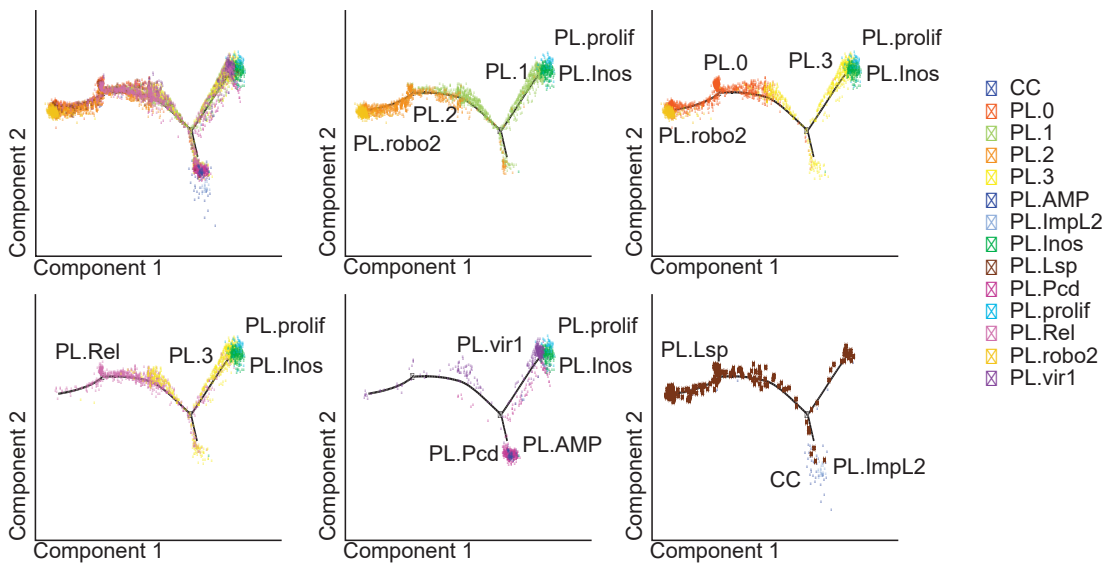 Component 2
Component 1
PL.prolif
PL.1
PL.Inos
PL.2
PL.robo2
Component 2
Component 1
PL.prolif
PL.0
PL.3
PL.Inos
PL.robo2
Component 2
Component 1
CC
PL.0
PL.1
PL.2
PL.3
PL.AMP
PL.ImpL2
PL.Inos
PL.Lsp
PL.Pcd
PL.prolif
PL.Rel
PL.robo2
PL.vir1
PL.prolif
PL.Rel
PL.3
PL.Inos
Component 2
Component 1
PL.prolif
PL.vir1
PL.Inos
PL.Pcd
PL.AMP
Component 2
Component 1
PL.Lsp
PL.ImpL2
CC
Component 2
Component 1